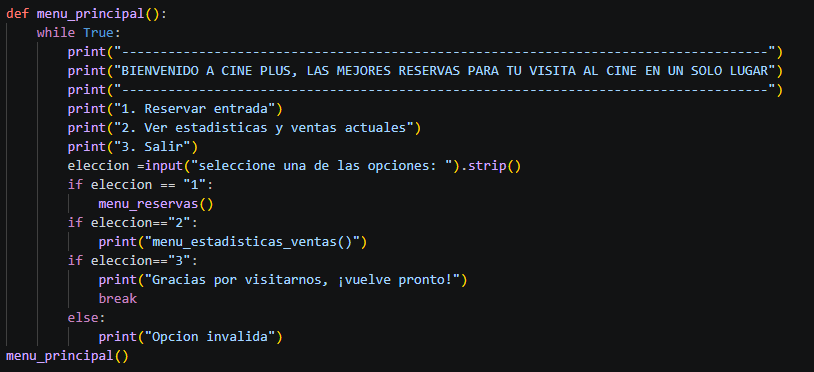 def menu_principal():
while True:
print("------------------------------------------------------------------------------------")
print("BIENVENIDO A CINE PLUS, LAS MEJORES RESERVAS PARA TU VISITA AL CINE EN UN SOLO LUGAR")
print("------------------------------------------------------------------------------------")
print("1. Reservar entrada")
print("2. Ver estadisticas y ventas actuales")
print("3. Salir")
eleccion =input("seleccione una de las opciones: ").strip()
if eleccion == "1":
menu_reservas()
if eleccion=="2":
print("menu_estadisticas_ventas()")
if eleccion=="3":
print("Gracias por visitarnos, ¡vuelve pronto!")
break
else:
print("Opcion invalida")
menu_principal()